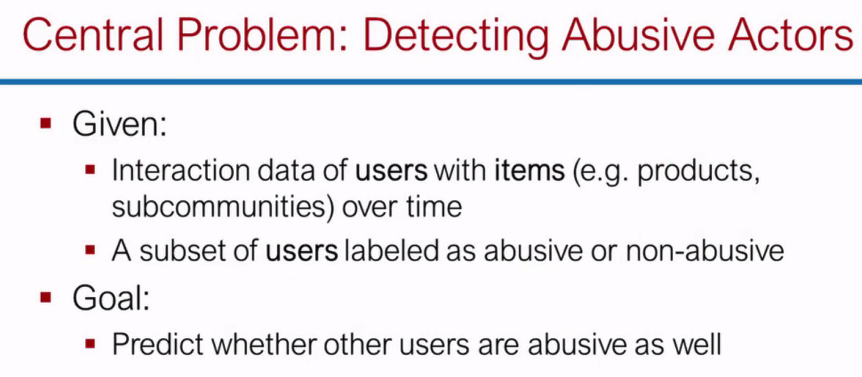 Central Problem: Detecting Abusive Actors
▪ Given:
▪ Interaction data of users with items (e.g. products,
subcommunities) over time
▪ A subset of users labeled as abusive or non-abusive
▪ Goal:
▪ Predict whether other users are abusive as well